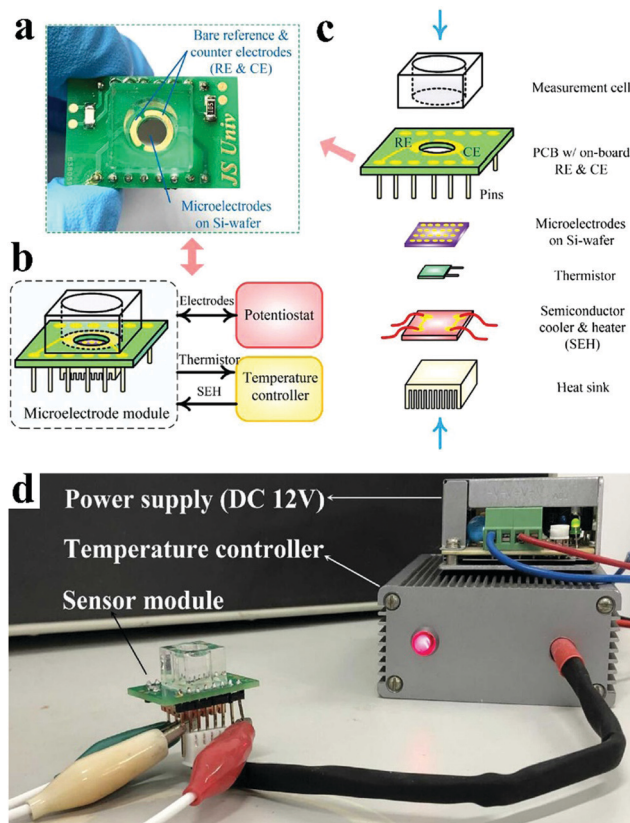 a
Bare reference &
counter electrodes
(RE & CE)
JS Univ
Microelectrodes
on Si-wafer
b
Electrodes
Potentiostat
Thermistor
SEH
Temperature
controller
Microelectrode module
c
Measurement cell
RE
CE
PCB w/ on-board
RE & CE
Pins
Microelectrodes
on Si-wafer
Thermistor
Semiconductor
cooler & heater
(SEH)
Heat sink
d
Power supply (DC 12V)
Temperature controller
Sensor module